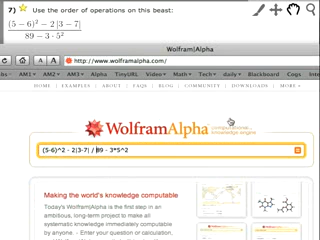 7) Use the order of operations on this beast:
(5 − 6)² − 2 |3 − 7|
89 − 3 · 5²
Wolfram|Alpha
http://www.wolframalpha.com/
AM1 AM2 AM3 Alpha TinyURL Video Math Tech daily Blackboard Cogs Instant
HOME | EXAMPLES | ABOUT | FAQS | BLOG | COMMUNITY | DOWNLOADS | MORE
WolframAlpha computational... knowledge engine
(5-6)^2 - 2|3-7| / 89 - 3*5^2
Making the world's knowledge computable
Today's Wolfram|Alpha is the first step in an
ambitious, long-term project to make all
systematic knowledge immediately computable
by anyone. Enter your question or calculation,